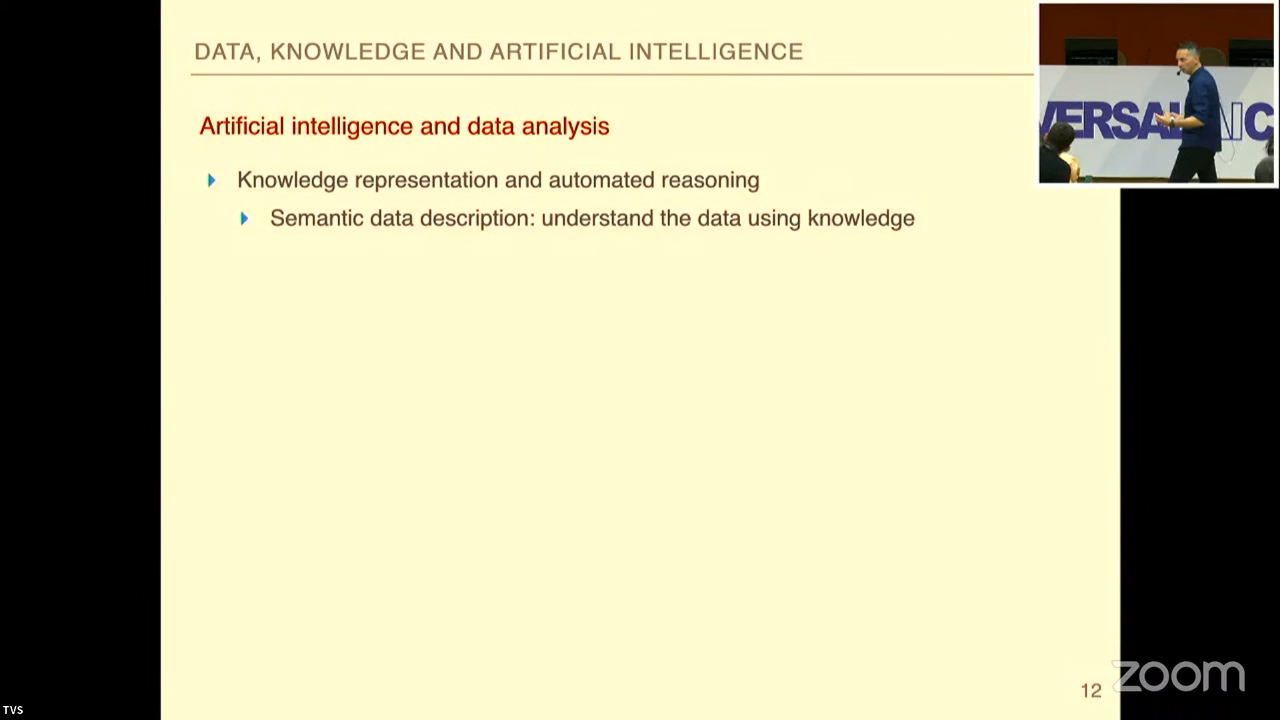 DATA, KNOWLEDGE AND ARTIFICIAL INTELLIGENCE
Artificial intelligence and data analysis
Knowledge representation and automated reasoning
Semantic data description: understand the data using knowledge
VERSAL
C
12
zoom
TVS